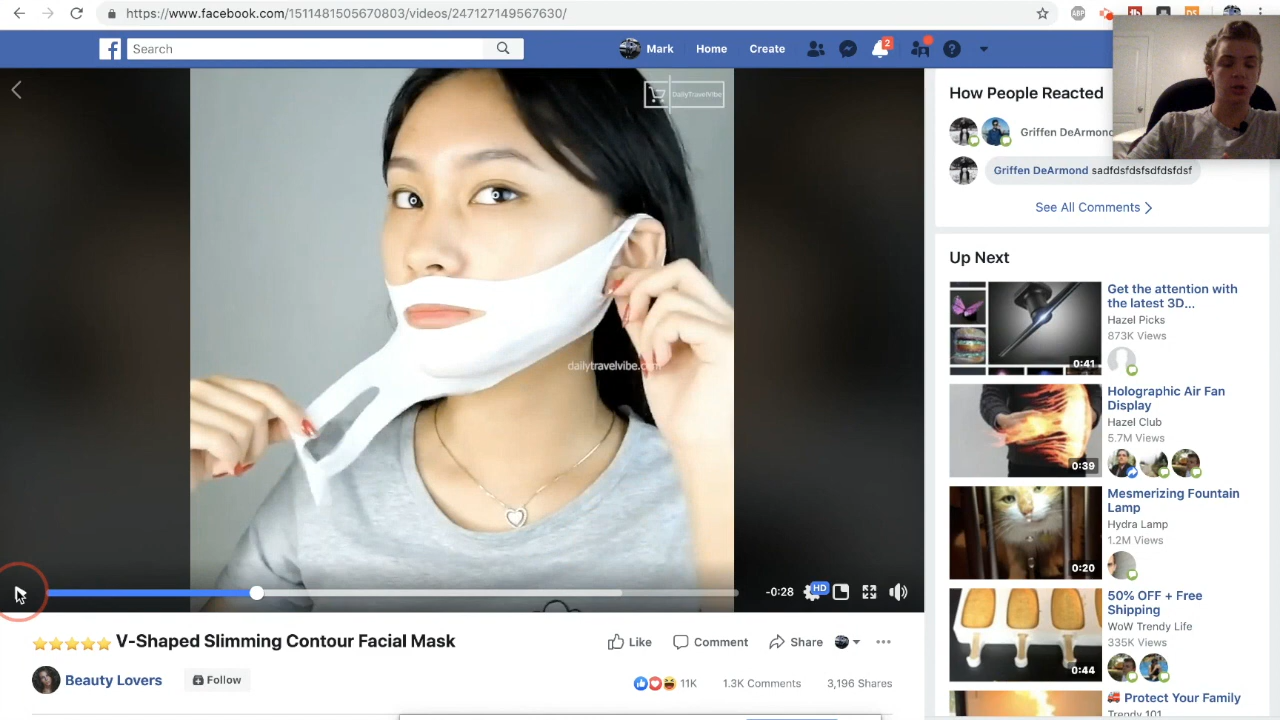 https://www.facebook.com/1511481505670803/videos/247127149567630/
ABP
Search
Mark
Home
Create
2
DailyTravelVibe
dailytravelvibe.com
-0:28
HD
V-Shaped Slimming Contour Facial Mask
Like
Comment
Share
Beauty Lovers
Follow
11K
1.3K Comments
3,196 Shares
How People Reacted
Griffen DeArmond
Griffen DeArmond sadfdsfdsfsdfdsfdsf
See All Comments
Up Next
Get the attention with
the latest 3D...
Hazel Picks
873K Views
0:41
Holographic Air Fan
Display
Hazel Club
5.7M Views
0:39
Mesmerizing Fountain
Lamp
Hydra Lamp
1.2M Views
0:20
50% OFF + Free
Shipping
WoW Trendy Life
335K Views
0:44
Protect Your Family
Trendy 101